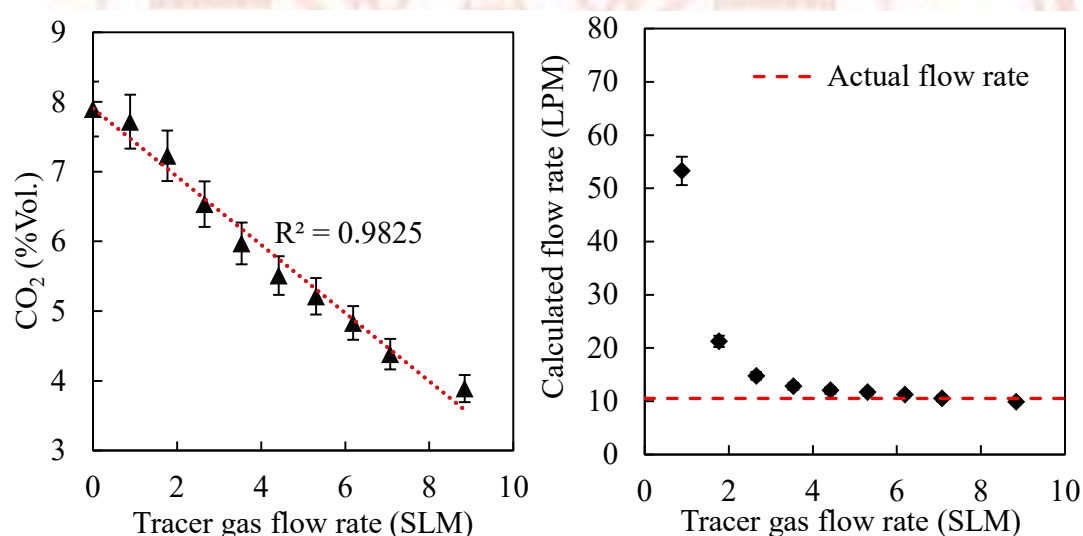 9
8
7
6
5
4
3
CO₂ (%Vol.)
R² = 0.9825
0 2 4 6 8 10
Tracer gas flow rate (SLM)
80
70
60
50
40
30
20
10
0
Calculated flow rate (LPM)
Actual flow rate
0 2 4 6 8 10
Tracer gas flow rate (SLM)